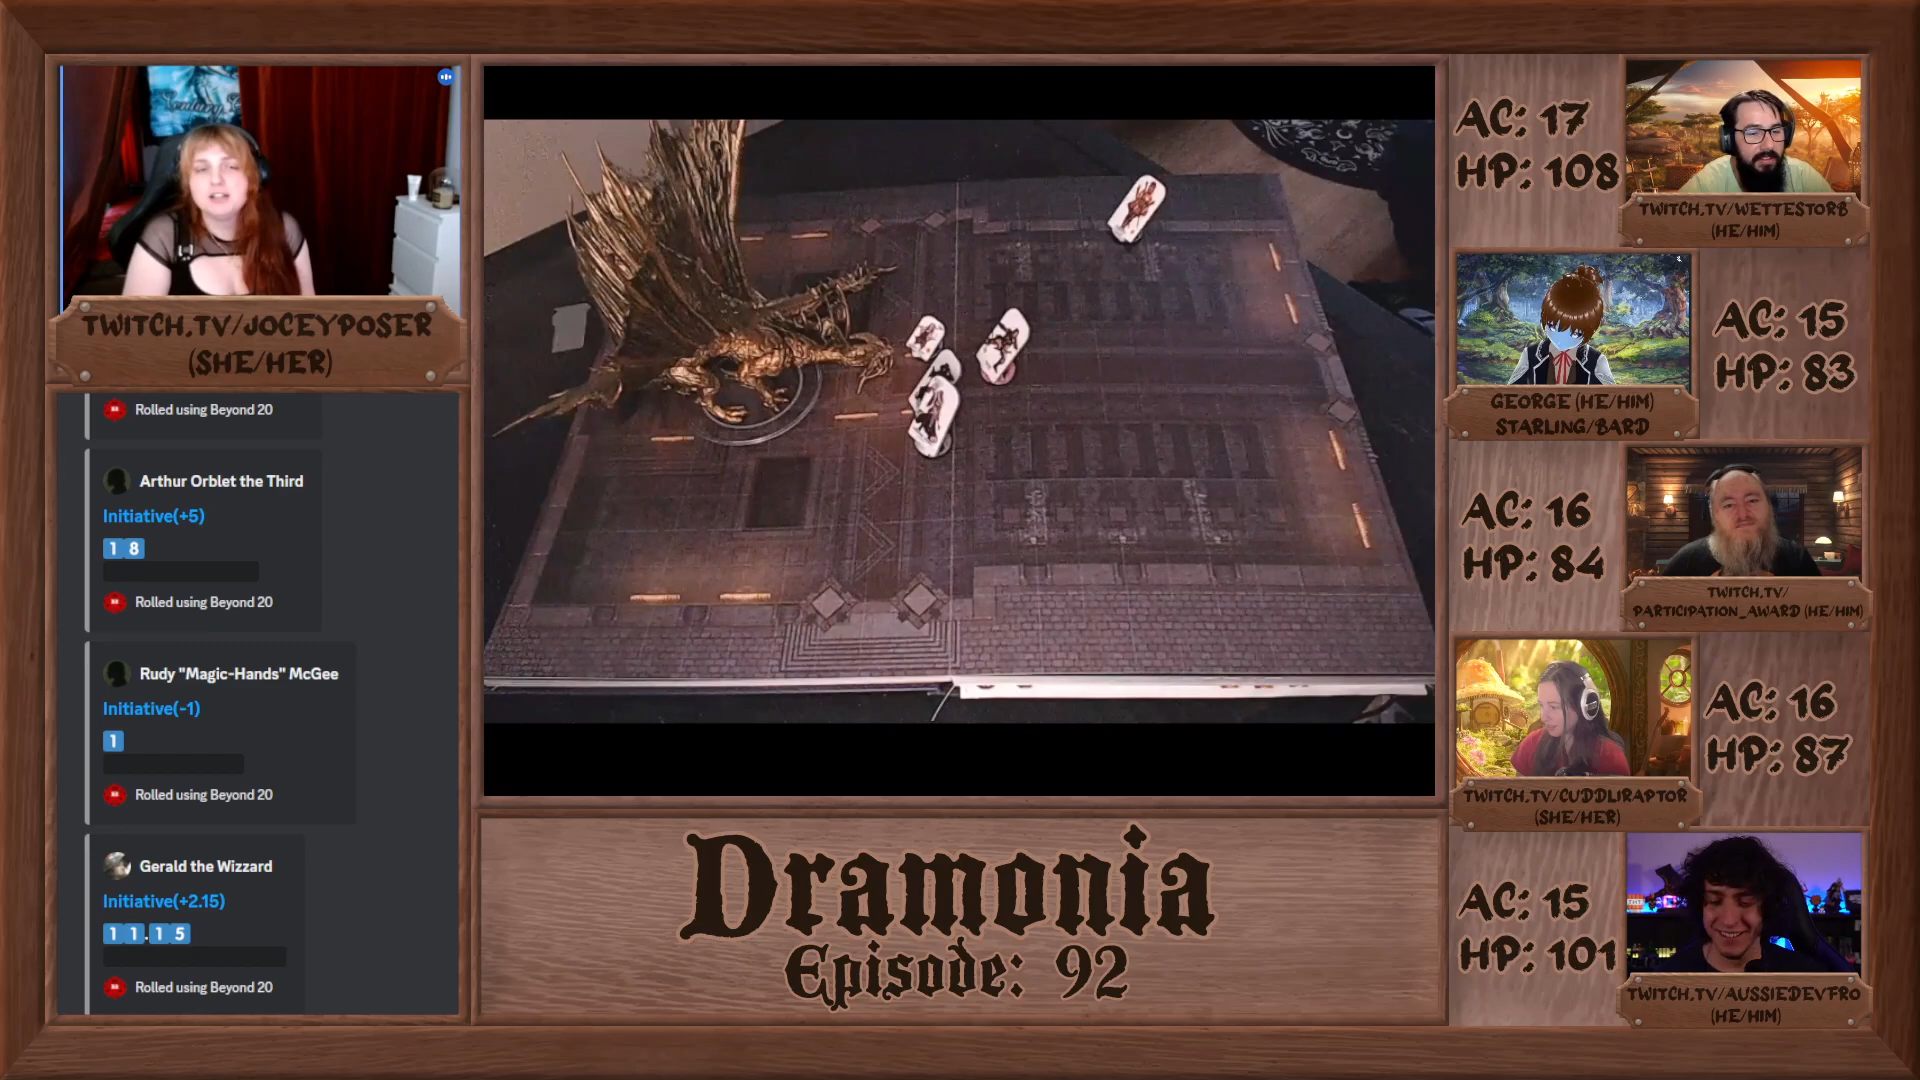 TWITCH.TV/JOCEYPOSER
(SHE/HER)
Rolled using Beyond 20
Arthur Orblet the Third
Initiative(+5)
18
Rolled using Beyond 20
Rudy "Magic-Hands" McGee
Initiative(-1)
1
Rolled using Beyond 20
Gerald the Wizzard
Initiative(+2.15)
11.15
Rolled using Beyond 20
Dramonia
Episode: 92
AC: 17
HP: 108
TWITCH.TV/WETTESTORB
(HE/HIM)
GEORGE (HE/HIM)
STARLING/BARD
AC: 15
HP: 83
AC: 16
HP: 84
TWITCH.TV/
PARTICIPATION_AWARD (HE/HIM)
TWITCH.TV/CUDDLIRAPTOR
(SHE/HER)
AC: 16
HP: 87
AC: 15
HP: 101
TWITCH.TV/AUSSIEDEVFRO
(HE/HIM)